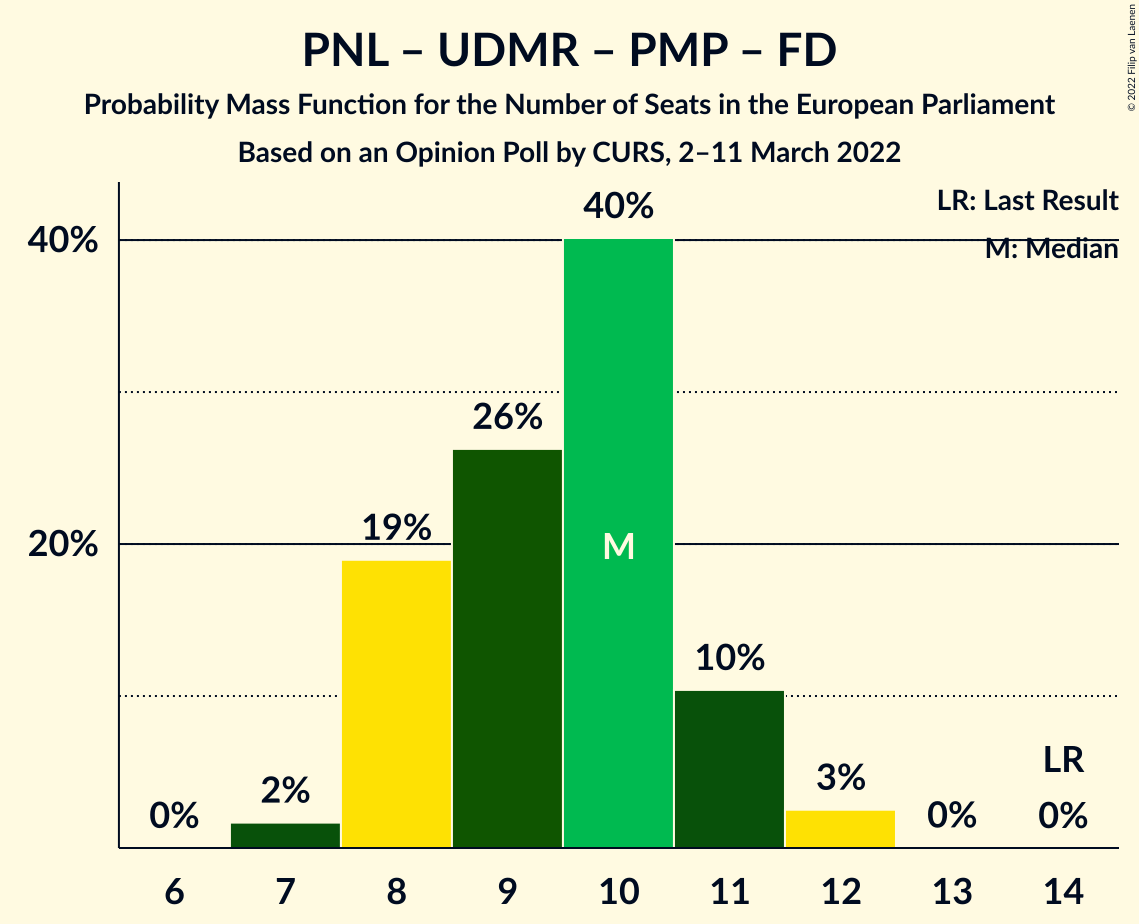 PNL – UDMR – PMP – FD
Probability Mass Function for the Number of Seats in the European Parliament
Based on an Opinion Poll by CURS, 2–11 March 2022
© 2022 Filip van Laenen
LR: Last Result
M: Median
40%
20%
0%
2%
19%
26%
40%
M
10%
3%
0%
LR
0%
6 7 8 9 10 11 12 13 14